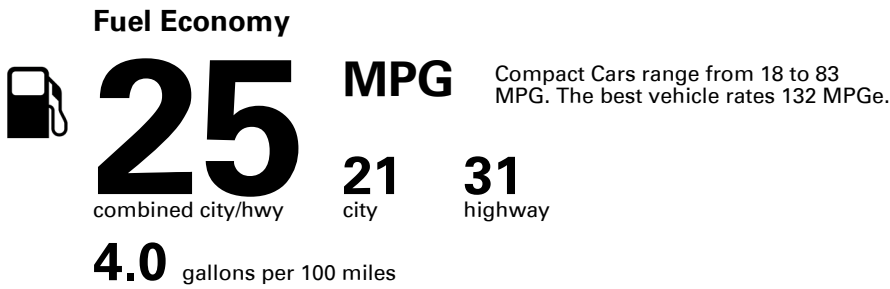 Fuel Economy
25 MPG
Compact Cars range from 18 to 83
MPG. The best vehicle rates 132 MPGe.
combined city/hwy
21
city
31
highway
4.0 gallons per 100 miles